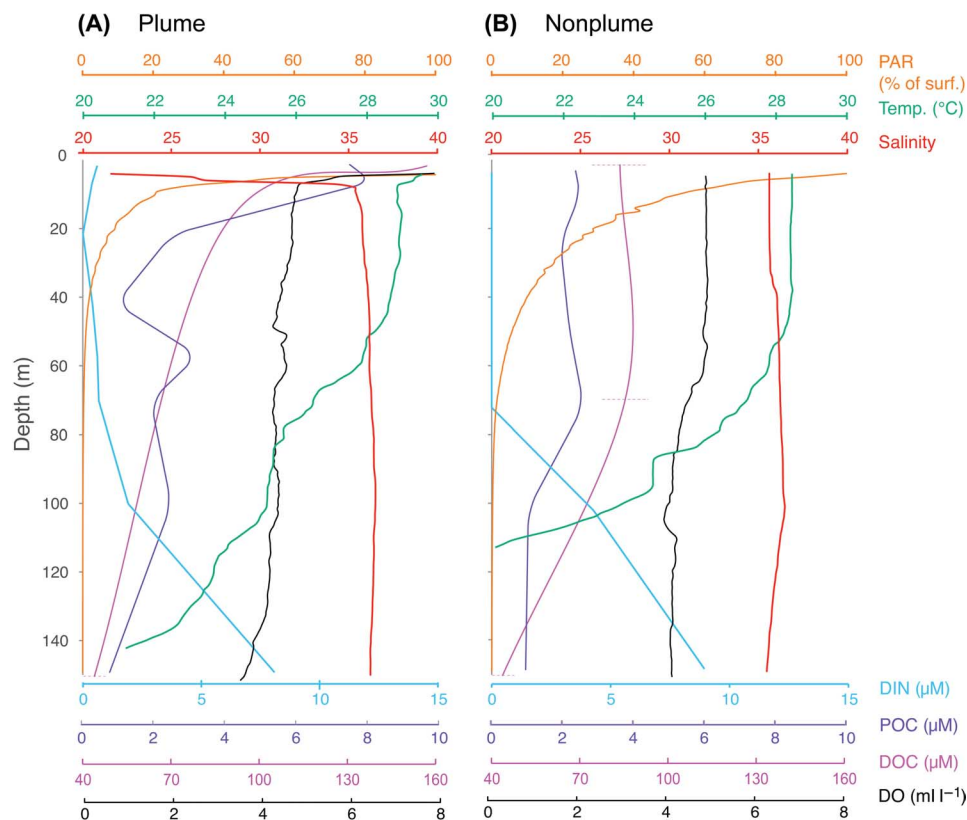 (A) Plume
(B) Nonplume
0 20 40 60 80 100
0 20 40 60 80 100
PAR
(% of surf.)
20 22 24 26 28 30
20 22 24 26 28 30
Temp. (°C)
20 25 30 35 40
20 25 30 35 40
Salinity
0
20
40
60
80
100
120
140
Depth (m)
0 5 10 15
0 5 10 15
DIN (µM)
0 2 4 6 8 10
0 2 4 6 8 10
POC (µM)
40 70 100 130 160
40 70 100 130 160
DOC (µM)
0 2 4 6 8
0 2 4 6 8
DO (ml l⁻¹)